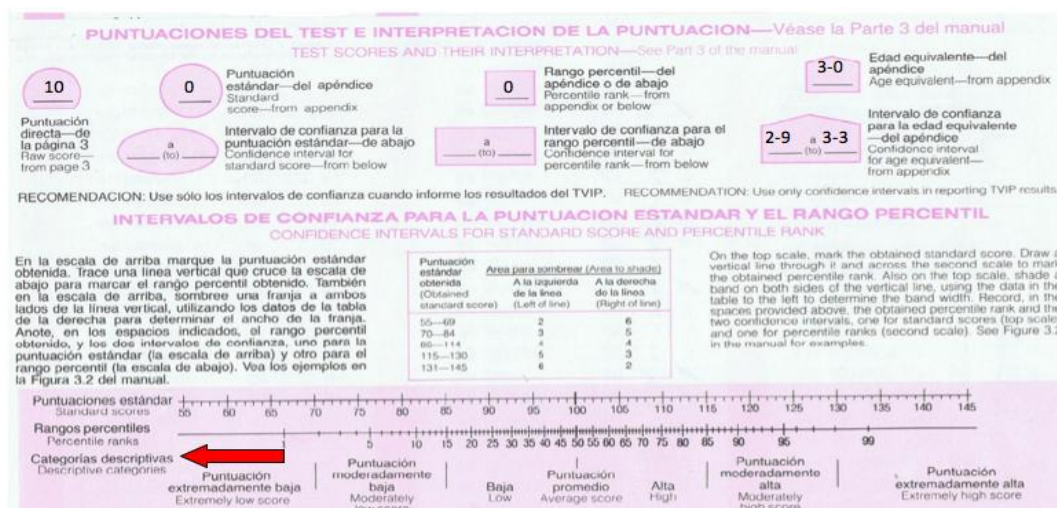 PUNTUACIONES DEL TEST E INTERPRETACION DE LA PUNTUACION—Véase la Parte 3 del manual
TEST SCORES AND THEIR INTERPRETATION—See Part 3 of the manual
10
Puntuación
directa—de
la página 3
Raw score—
from page 3
0
Puntuación
estándar—del apéndice
Standard
score—from appendix
0
Rango percentil—del
apéndice o de abajo
Percentile rank—from
appendix or below
3-0
Edad equivalente—del
apéndice
Age equivalent—from appendix
a
(to)
Intervalo de confianza para la
puntuación estándar—de abajo
Confidence interval for
standard score—from below
a
(to)
Intervalo de confianza para el
rango percentil—de abajo
Confidence interval for
percentile rank—from below
2-9 a 3-3
(to)
Intervalo de confianza
para la edad equivalente
—del apéndice
Confidence interval
for age equivalent—
from appendix
RECOMENDACION: Use sólo los intervalos de confianza cuando informe los resultados del TVIP. RECOMMENDATION: Use only confidence intervals in reporting TVIP results
INTERVALOS DE CONFIANZA PARA LA PUNTUACION ESTANDAR Y EL RANGO PERCENTIL
CONFIDENCE INTERVALS FOR STANDARD SCORE AND PERCENTILE RANK
En la escala de arriba marque la puntuación estándar
obtenida. Trace una línea vertical que cruce la escala de
abajo para marcar el rango percentil obtenido. También
en la escala de arriba, sombree una franja a ambos
lados de la línea vertical, utilizando los datos de la tabla
de la derecha para determinar el ancho de la franja.
Anote, en los espacios indicados, el rango percentil
obtenido, y los dos intervalos de confianza, uno para la
puntuación estándar (la escala de arriba) y otro para el
rango percentil (la escala de abajo). Vea los ejemplos en
la Figura 3.2 del manual.
Puntuación
estándar
obtenida
(Obtained
standard score)
Area para sombrear (Area to shade)
A la izquierda
de la línea
(Left of line)
A la derecha
de la línea
(Right of line)
55—69 2 6
70—84 3 5
114 4 4
115—130 5 3
131—145 6 2
On the top scale, mark the obtained standard score. Draw a
vertical line through it and across the second scale to mark
the obtained percentile rank. Also on the top scale, shade a
band on both sides of the vertical line, using the data in the
table to the left to determine the band width. Record, in the
spaces provided above, the obtained percentile rank and the
two confidence intervals, one for standard scores (top scale)
and one for percentile ranks (second scale). See Figure 3.2
in the manual for examples.
Puntuaciones estándar
Standard scores
55 60 65 70 75 80 85 90 95 100 105 110 115 120 125 130 135 140 145
Rangos percentiles
Percentile ranks
1 5 10 15 20 25 30 35 40 45 50 55 60 65 70 75 80 85 90 95 99
Categorías descriptivas
Descriptive categories
Puntuación
extremadamente baja
Extremely low score
Puntuación
moderadamente
baja
Moderately
low score
Baja
Low
Puntuación
promedio
Average score
Alta
High
Puntuación
moderadamente
alta
Moderately
high score
Puntuación
extremadamente alta
Extremely high score